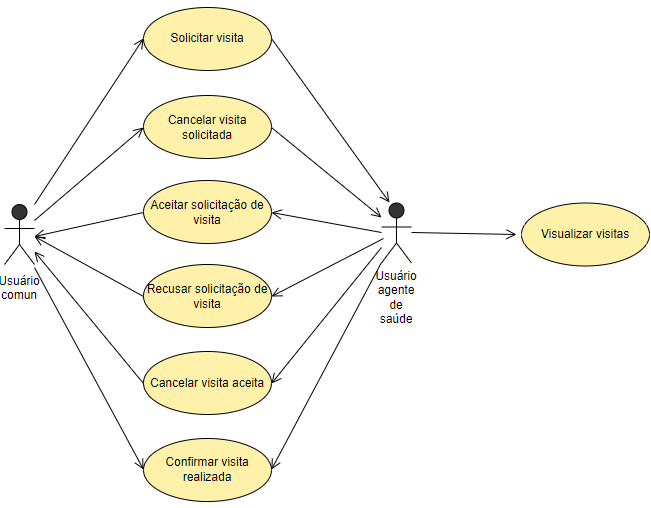 Solicitar visita
Cancelar visita
solicitada
Aceitar solicitação de
visita
Recusar solicitação de
visita
Cancelar visita aceita
Confirmar visita
realizada
Usuário
comun
Usuário
agente
de
saúde
Visualizar visitas